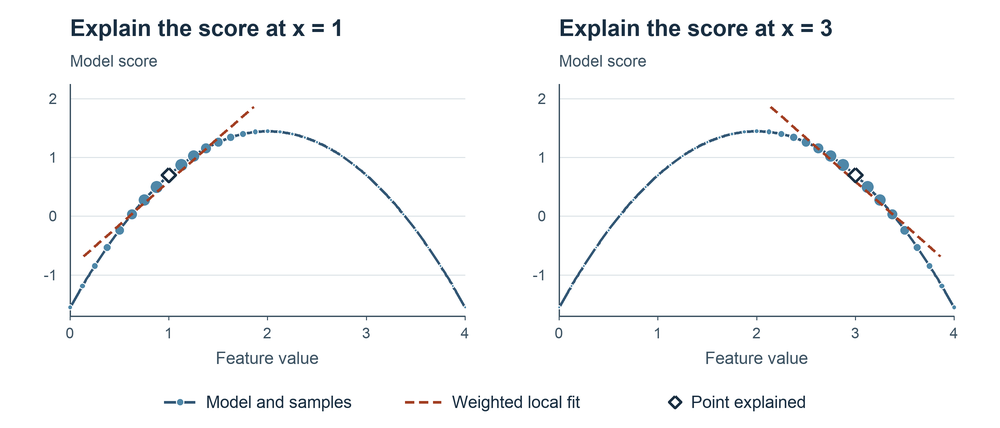 Explain the score at x = 1
Model score
2
1
0
-1
0 1 2 3 4
Feature value
Explain the score at x = 3
Model score
2
1
0
-1
0 1 2 3 4
Feature value
Model and samples Weighted local fit Point explained